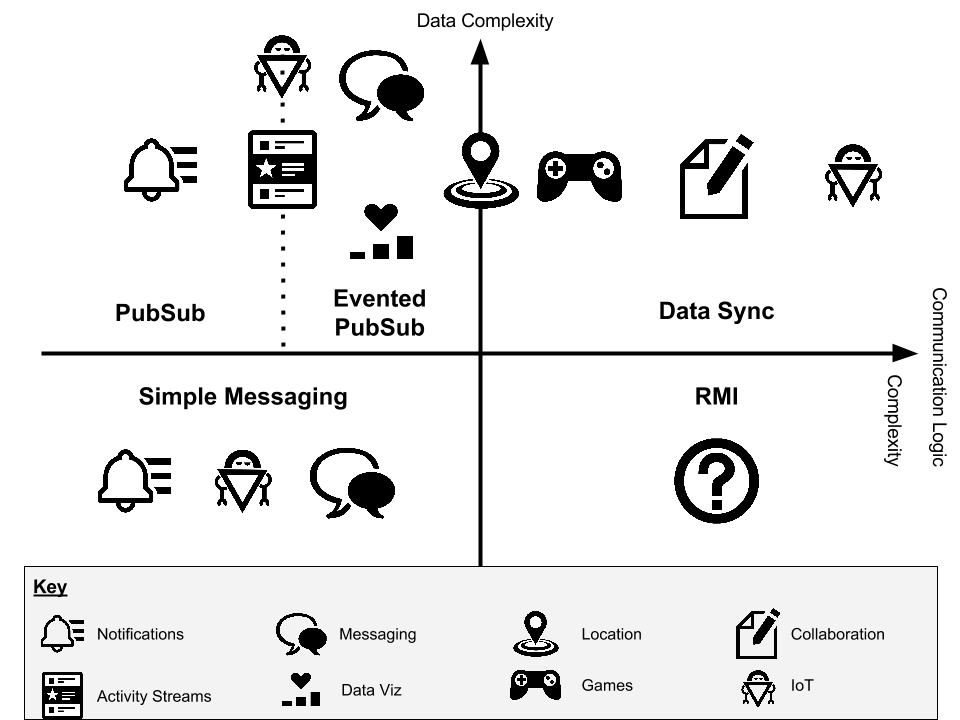 Data Complexity
PubSub
Evented
PubSub
Data Sync
Communication Logic
Complexity
Simple Messaging
RMI
?
Key
Notifications
Messaging
Location
Collaboration
Activity Streams
Data Viz
Games
IoT